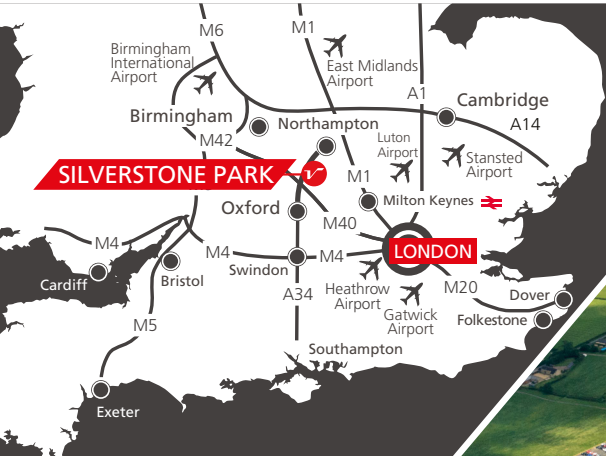 M6
M1
Birmingham
International
Airport
East Midlands
Airport
A1
Cambridge
Birmingham
Northampton
A14
M42
Luton
Airport
Stansted
Airport
SILVERSTONE PARK
M1
Milton Keynes
Oxford
M40
M4
M4
M4
LONDON
Swindon
Cardiff
Bristol
A34
Heathrow
Airport
M20
Dover
Gatwick
Airport
Folkestone
M5
Southampton
Exeter